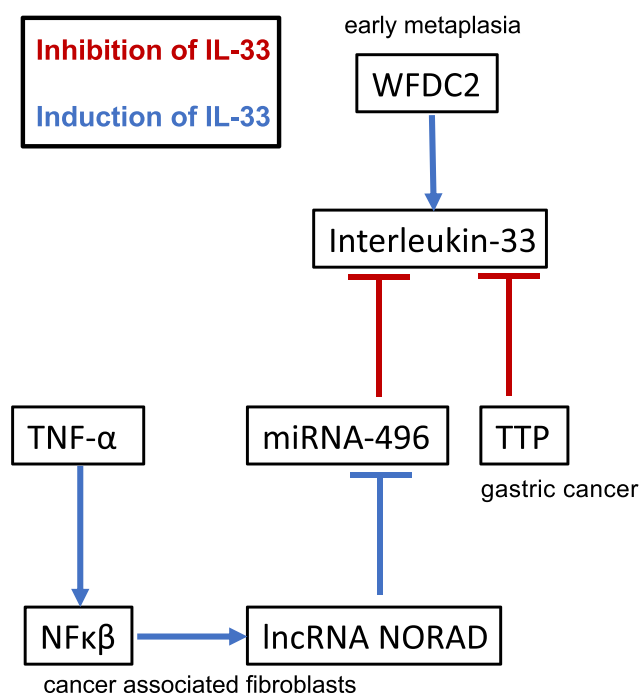 Inhibition of IL-33
Induction of IL-33
early metaplasia
WFDC2
Interleukin-33
TNF-α
miRNA-496
TTP
gastric cancer
NFκβ
lncRNA NORAD
cancer associated fibroblasts